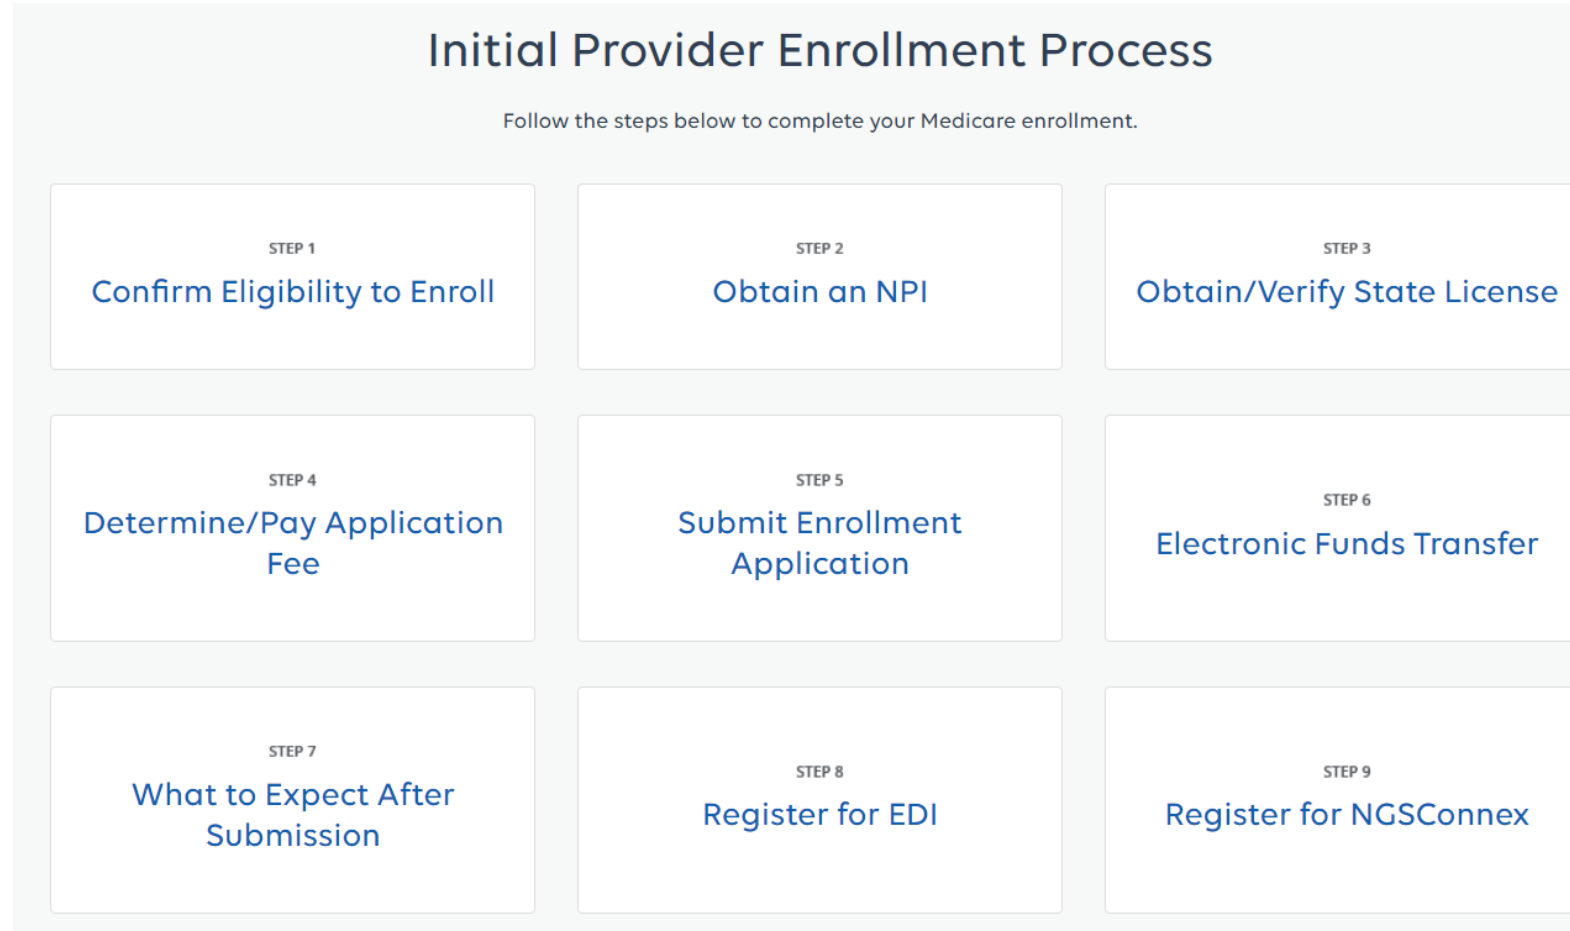 Initial Provider Enrollment Process
Follow the steps below to complete your Medicare enrollment.
STEP 1
Confirm Eligibility to Enroll
STEP 2
Obtain an NPI
STEP 3
Obtain/Verify State License
STEP 4
Determine/Pay Application
Fee
STEP 5
Submit Enrollment
Application
STEP 6
Electronic Funds Transfer
STEP 7
What to Expect After
Submission
STEP 8
Register for EDI
STEP 9
Register for NGSConnex